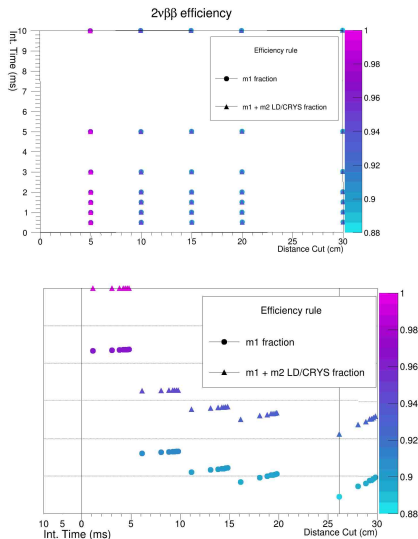 2νββ efficiency
Int. Time (ms)
10
9
8
7
6
5
4
3
2
1
0
Efficiency rule
m1 fraction
m1 + m2 LD/CRYS fraction
1
0.98
0.96
0.94
0.92
0.9
0.88
0 5 10 15 20 25 30
Distance Cut (cm)
Efficiency rule
m1 fraction
m1 + m2 LD/CRYS fraction
1
0.98
0.96
0.94
0.92
0.9
0.88
10 5 0 5 10 15 20 25 30
Int. Time (ms)
Distance Cut (cm)